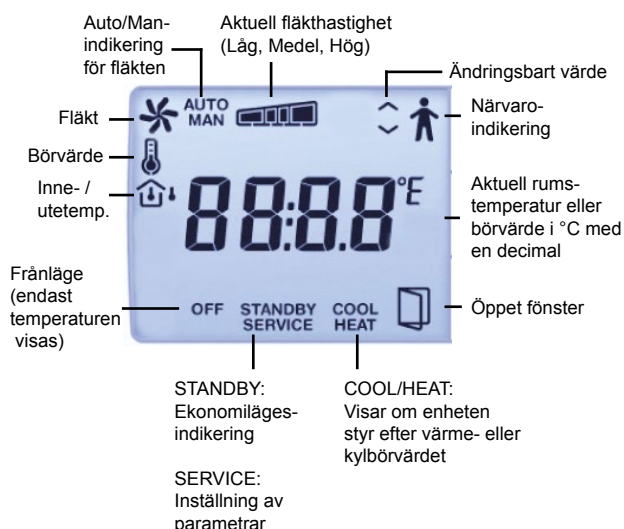 Auto/Man-
indikering
för fläkten
Aktuell fläkthastighet
(Låg, Medel, Hög)
Ändringsbart värde
Fläkt
AUTO
MAN
Närvaro-
indikering
Börvärde
Inne- /
utetemp.
88:8.8
°E
Aktuell rums-
temperatur eller
börvärde i °C med
en decimal
Frånläge
(endast
temperaturen
visas)
OFF
STANDBY
SERVICE
COOL
HEAT
Öppet fönster
STANDBY:
Ekonomiläges-
indikering
SERVICE:
Inställning av
parametrar
COOL/HEAT:
Visar om enheten
styr efter värme- eller
kylbörvärdet